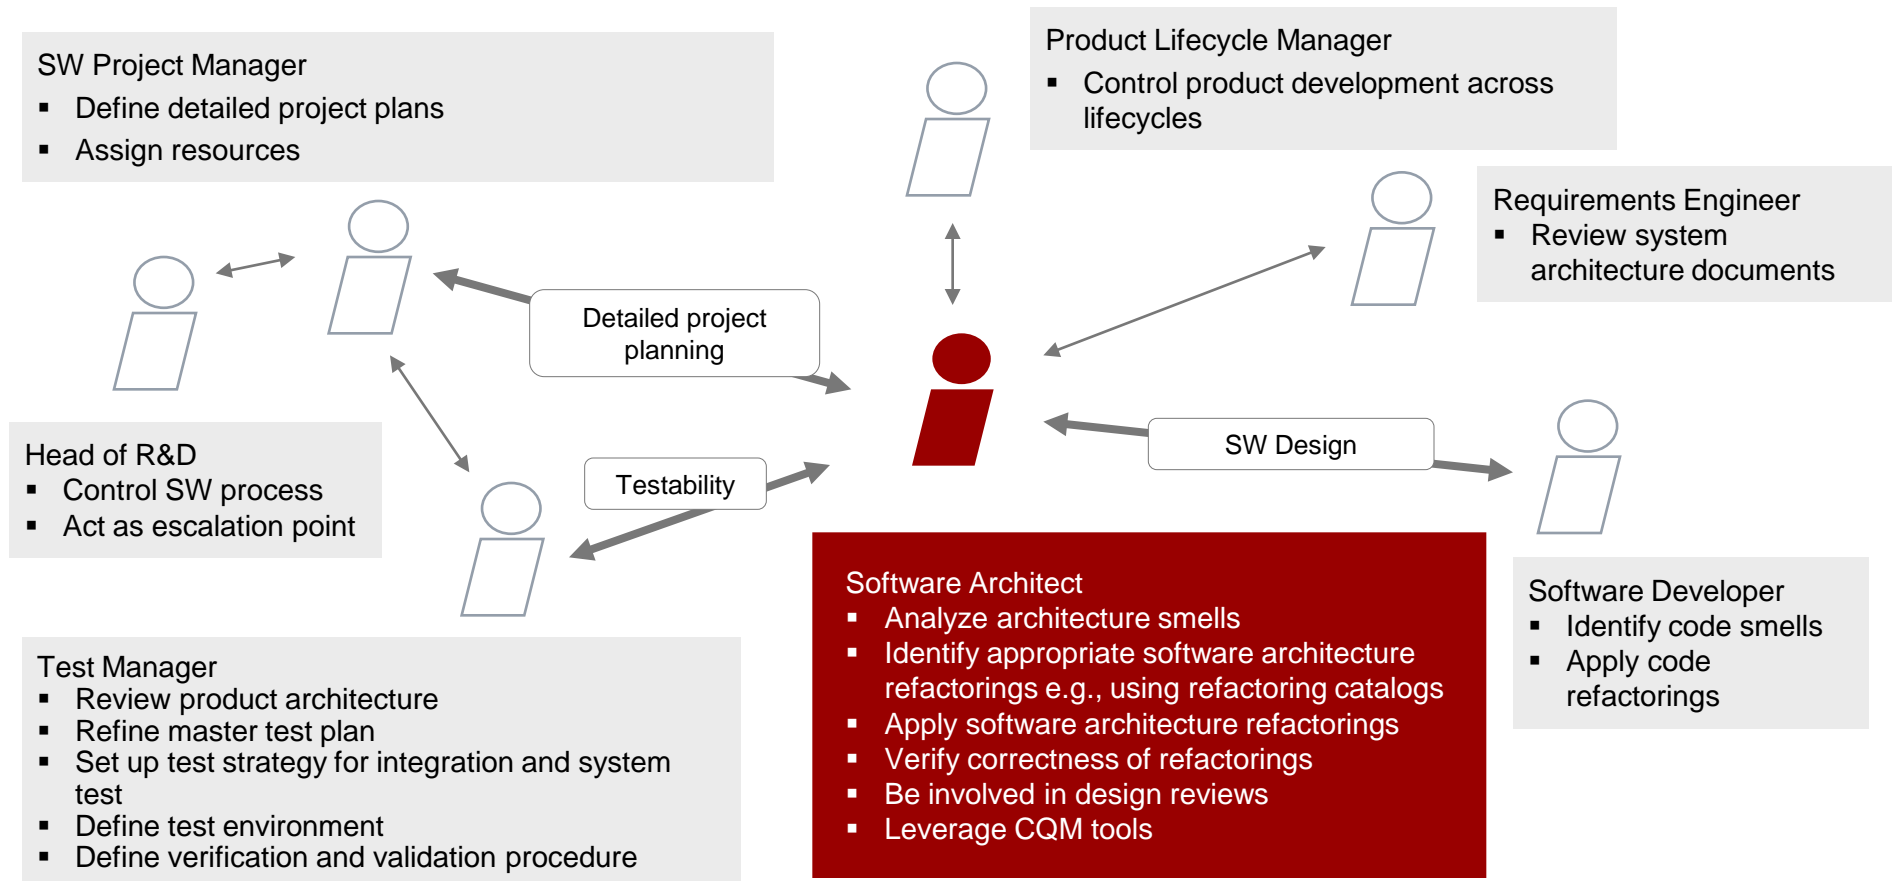 SW Project Manager
▪ Define detailed project plans
▪ Assign resources
Product Lifecycle Manager
▪ Control product development across
lifecycles
Requirements Engineer
▪ Review system
architecture documents
Detailed project
planning
Head of R&D
▪ Control SW process
▪ Act as escalation point
Testability
SW Design
Software Architect
▪ Analyze architecture smells
▪ Identify appropriate software architecture
refactorings e.g., using refactoring catalogs
▪ Apply software architecture refactorings
▪ Verify correctness of refactorings
▪ Be involved in design reviews
▪ Leverage CQM tools
Software Developer
▪ Identify code smells
▪ Apply code
refactorings
Test Manager
▪ Review product architecture
▪ Refine master test plan
▪ Set up test strategy for integration and system
test
▪ Define test environment
▪ Define verification and validation procedure